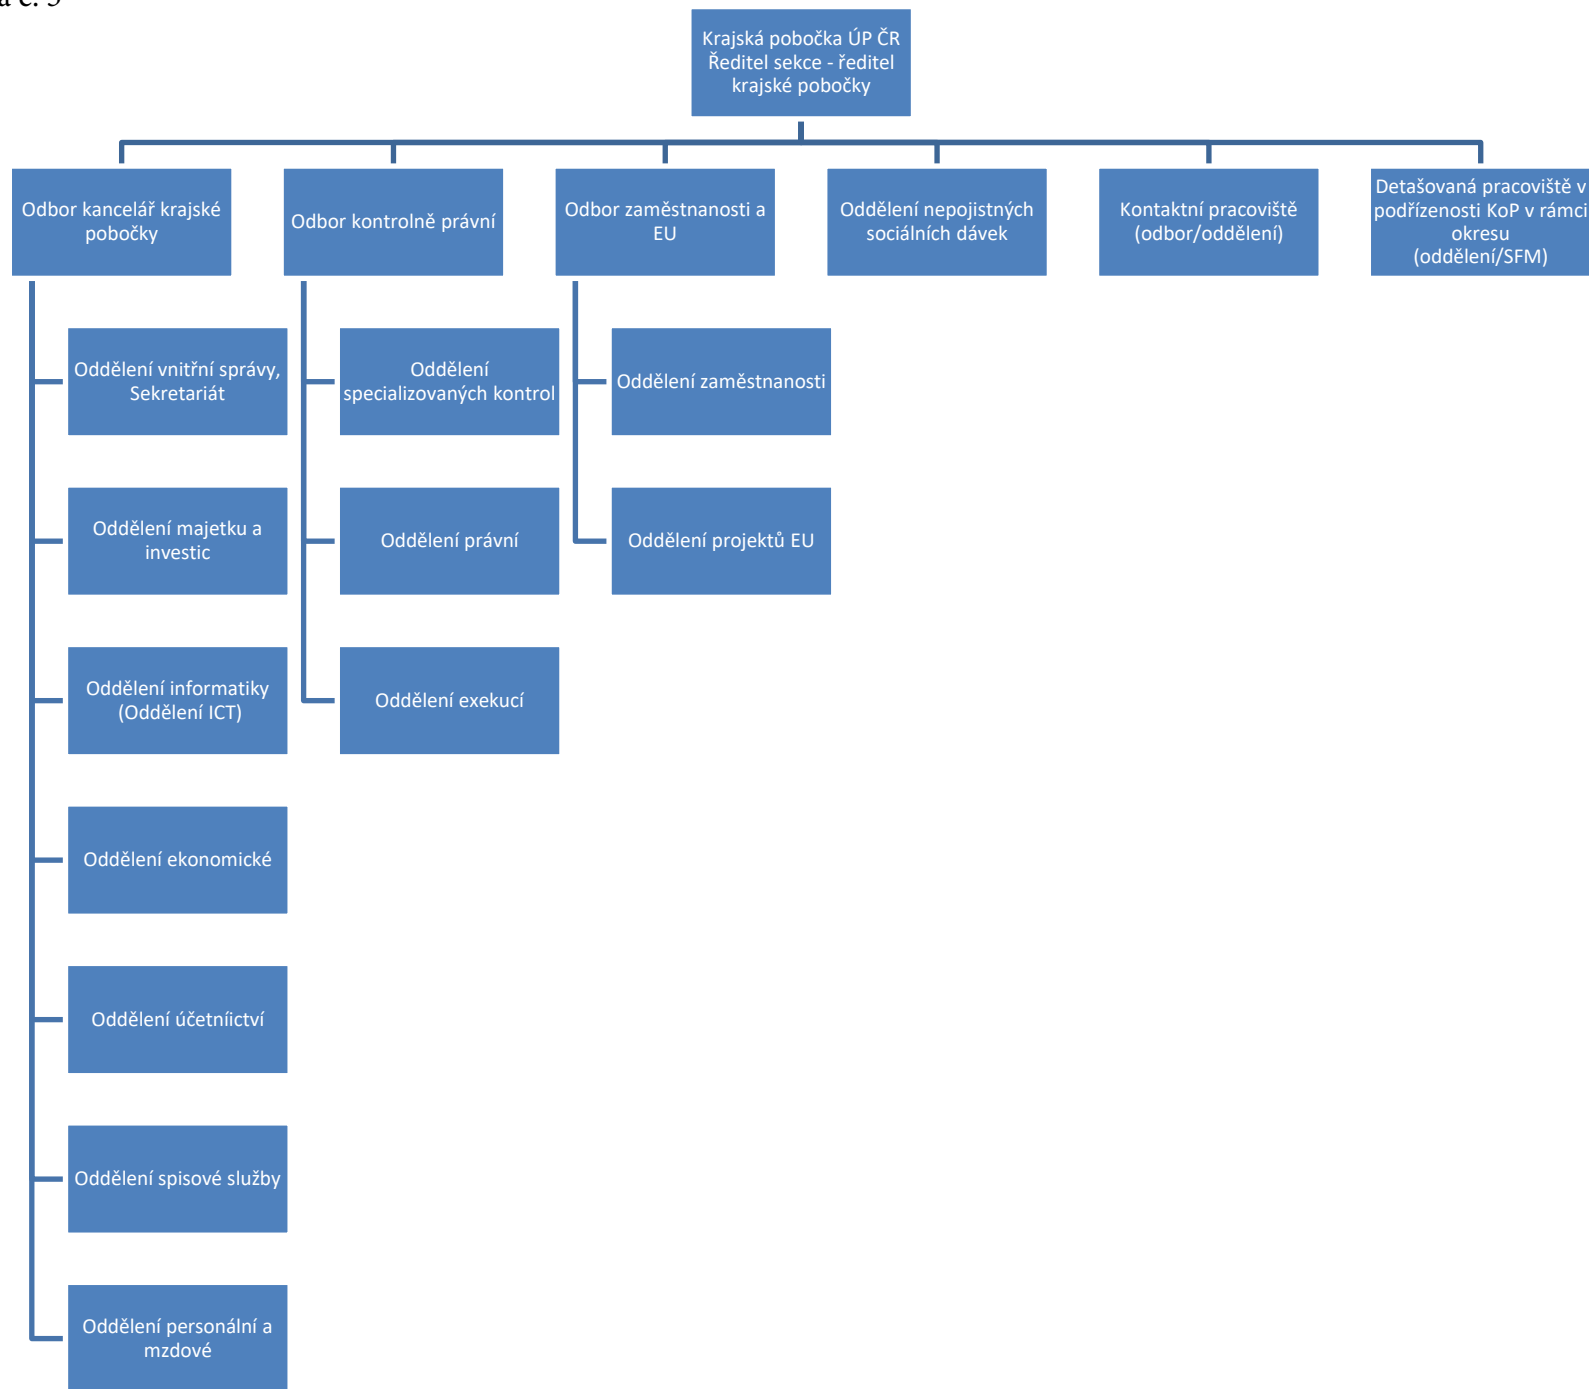 č. 3
Krajská pobočka ÚP ČR
Ředitel sekce - ředitel
krajské pobočky
Odbor kancelář krajské
pobočky
Odbor kontrolně právní
Odbor zaměstnanosti a
EU
Oddělení nepojistných
sociálních dávek
Kontaktní pracoviště
(odbor/oddělení)
Detašovaná pracoviště v
podřízenosti KoP v rámci
okresu
(oddělení/SFM)
Oddělení vnitřní správy,
Sekretariát
Oddělení
specializovaných kontrol
Oddělení zaměstnanosti
Oddělení majetku a
investic
Oddělení právní
Oddělení projektů EU
Oddělení informatiky
(Oddělení ICT)
Oddělení exekucí
Oddělení ekonomické
Oddělení účetníictví
Oddělení spisové služby
Oddělení personální a
mzdové